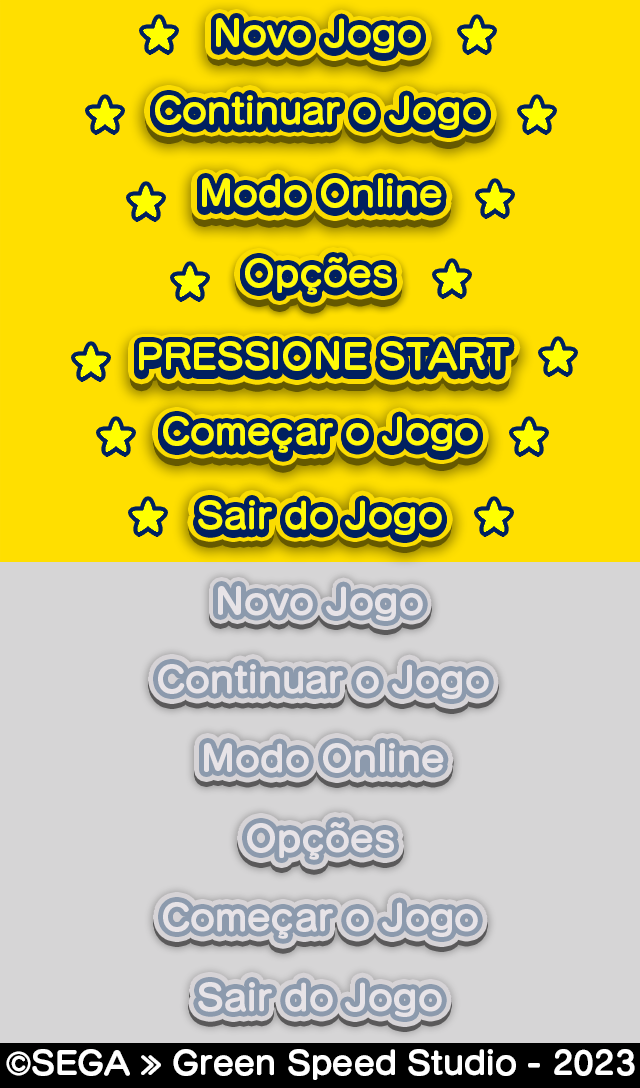 Novo Jogo
Continuar o Jogo
Modo Online
Opções
PRESSIONE START
Começar o Jogo
Sair do Jogo
Novo Jogo
Continuar o Jogo
Modo Online
Opções
Começar o Jogo
Sair do Jogo
©SEGA » Green Speed Studio - 2023